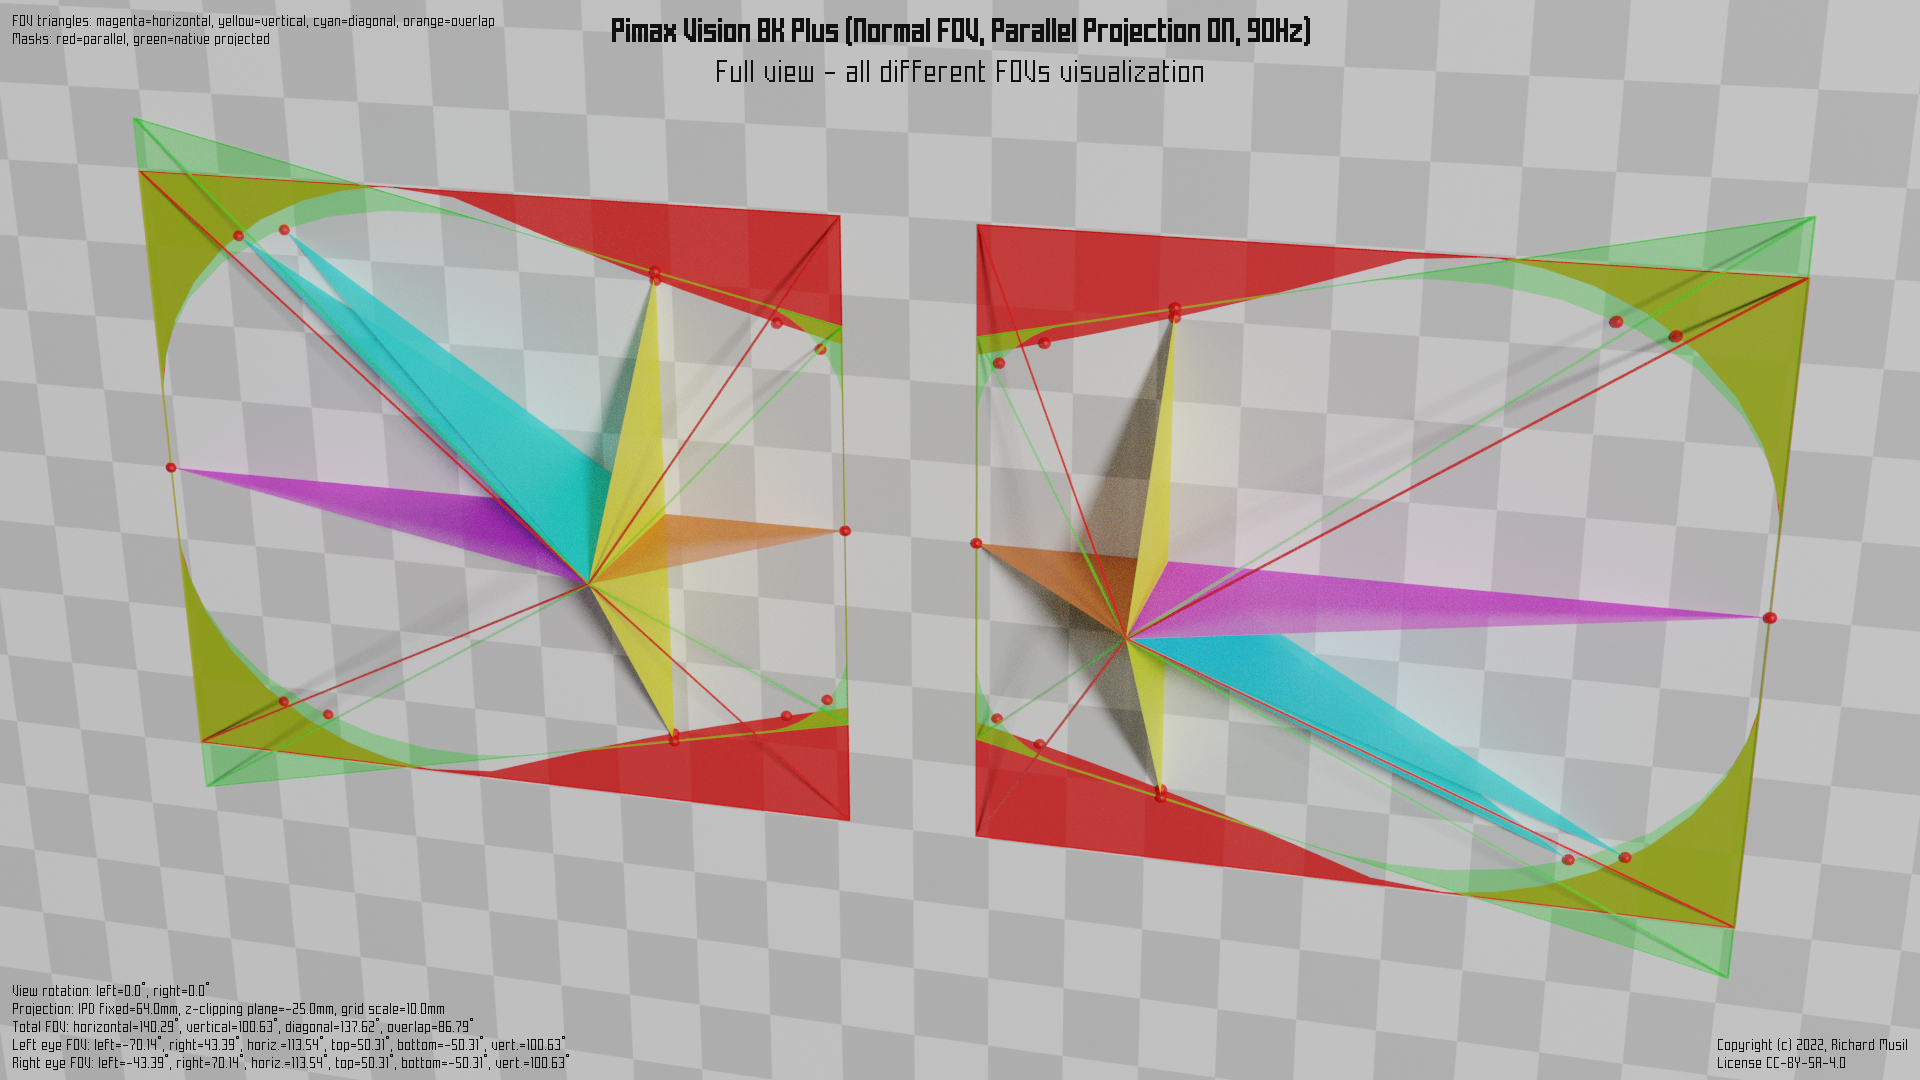 FOV triangles: magenta=horizontal, yellow=vertical, cyan=diagonal, orange=overlap
Masks: red=parallel, green=native projected
Pimax Vision 8K Plus (Normal FOV, Parallel Projection ON, 90Hz)
Full view - all different FOVs visualization
View rotation: left=0.0°, right=0.0°
Projection: IPD fixed=64.0mm, z-clipping plane=-25.0mm, grid scale=10.0mm
Total FOV: horizontal=140.29°, vertical=100.63°, diagonal=137.62°, overlap=86.79°
Left eye FOV: left=-70.14°, right=43.39°, horiz.=113.54°, top=50.31°, bottom=-50.31°, vert.=100.63°
Right eye FOV: left=-43.39°, right=70.14°, horiz.=113.54°, top=50.31°, bottom=-50.31°, vert.=100.63°
Copyright (c) 2022, Richard Musil
License CC-BY-SA-4.0